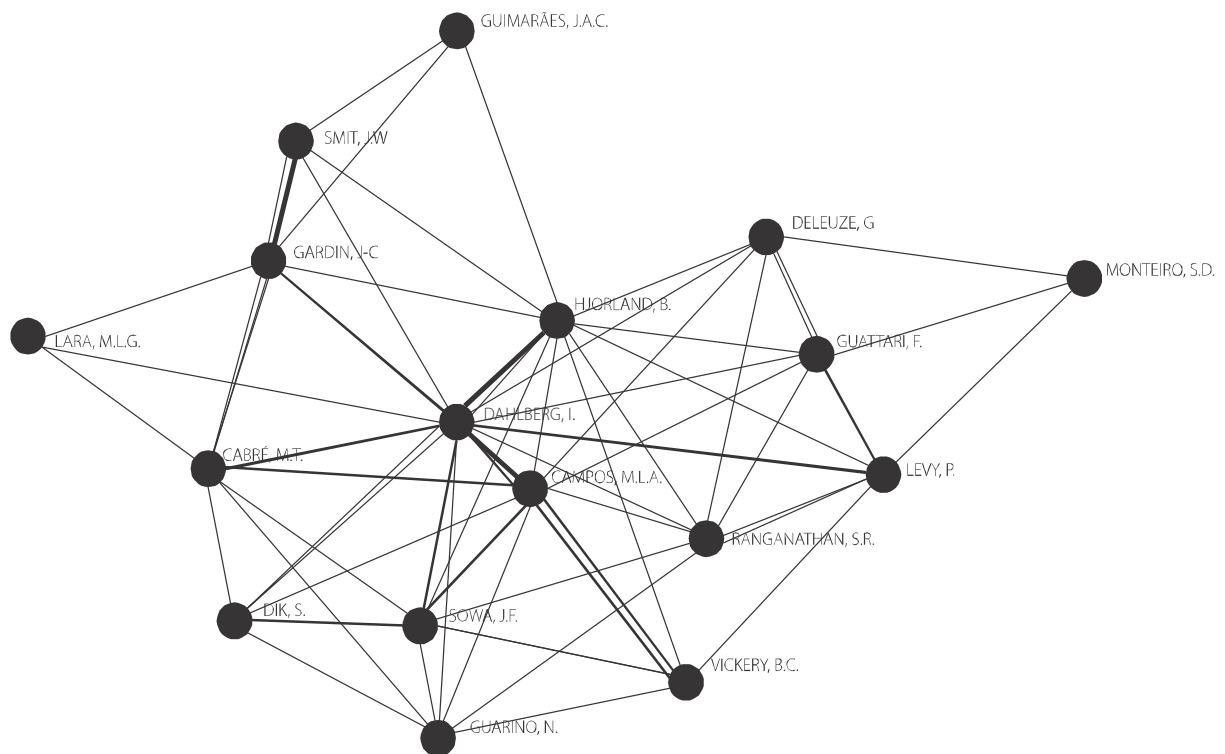 GUIMARÃES, J.A.C.
SMIT, J.W
DELEUZE, G
GARDIN, J-C
MONTEIRO, S.D.
HJORLAND, B.
LARA, M.L.G.
GUATTARI, F.
DAHLBERG, I.
CABRÉ, M.T.
CAMPOS, M.L.A.
LEVY, P.
RANGANATHAN, S.R.
DIK, S.
SOWA, J.F.
VICKERY, B.C.
GUARINO, N.